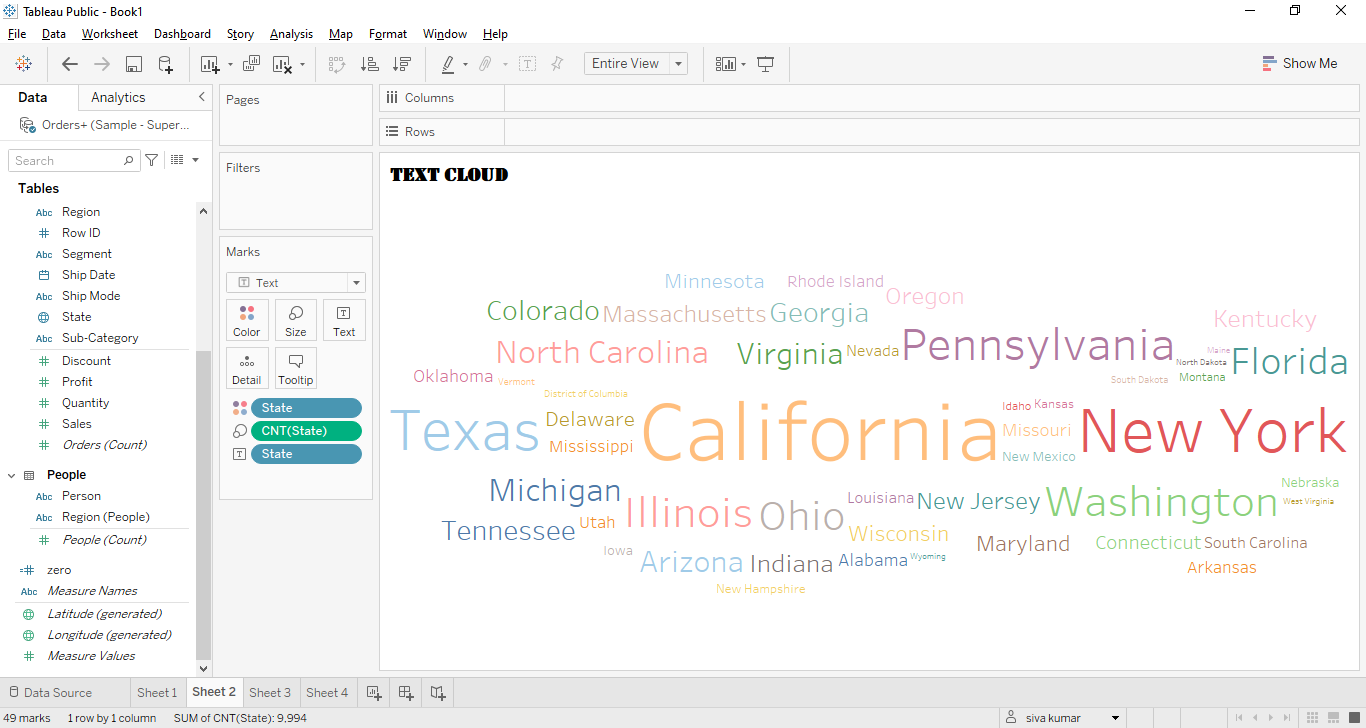 Tableau Public - Book1
File Data Worksheet Dashboard Story Analysis Map Format Window Help
Entire View
Show Me
Data Analytics
Orders+ (Sample - Super...
Search
Tables
Abc Region
Row ID
Abc Segment
Ship Date
Abc Ship Mode
State
Abc Sub-Category
Discount
Profit
Quantity
Sales
Orders (Count)
People
Abc Person
Abc Region (People)
People (Count)
zero
Abc Measure Names
Latitude (generated)
Longitude (generated)
Measure Values
Pages
Filters
Marks
T Text
Color Size Text
Detail Tooltip
State
CNT(State)
State
Columns
Rows
TEXT CLOUD
Minnesota Rhode Island Oregon
Colorado Massachusetts Georgia Kentucky
North Carolina Virginia Nevada Pennsylvania Maine
North Dakota Florida
Oklahoma Vermont South Dakota Montana
District of Columbia
Texas Delaware California Idaho Kansas New York
Mississippi Missouri
New Mexico
Michigan Illinois Ohio Louisiana New Jersey Washington Nebraska
West Virginia
Tennessee Utah Wisconsin Maryland Connecticut South Carolina
Iowa Arizona Indiana Alabama Wyoming Arkansas
New Hampshire
Data Source Sheet 1 Sheet 2 Sheet 3 Sheet 4
49 marks 1 row by 1 column SUM of CNT(State): 9,994 siva kumar